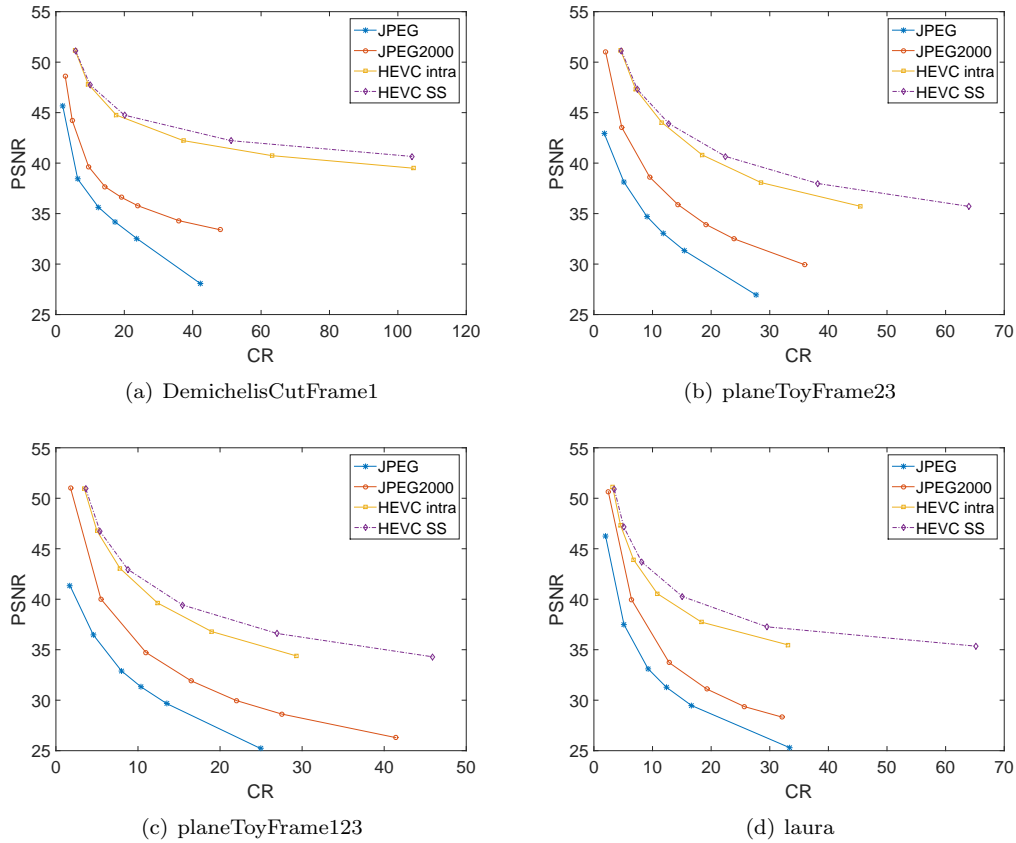 55
50
45
40
35
30
25
PSNR
0 20 40 60 80 100 120
CR
JPEG
JPEG2000
HEVC intra
HEVC SS
(a) DemichelisCutFrame1
55
50
45
40
35
30
25
PSNR
0 10 20 30 40 50 60 70
CR
JPEG
JPEG2000
HEVC intra
HEVC SS
(b) planeToyFrame23
55
50
45
40
35
30
25
PSNR
0 10 20 30 40 50
CR
JPEG
JPEG2000
HEVC intra
HEVC SS
(c) planeToyFrame123
55
50
45
40
35
30
25
PSNR
0 10 20 30 40 50 60 70
CR
JPEG
JPEG2000
HEVC intra
HEVC SS
(d) laura